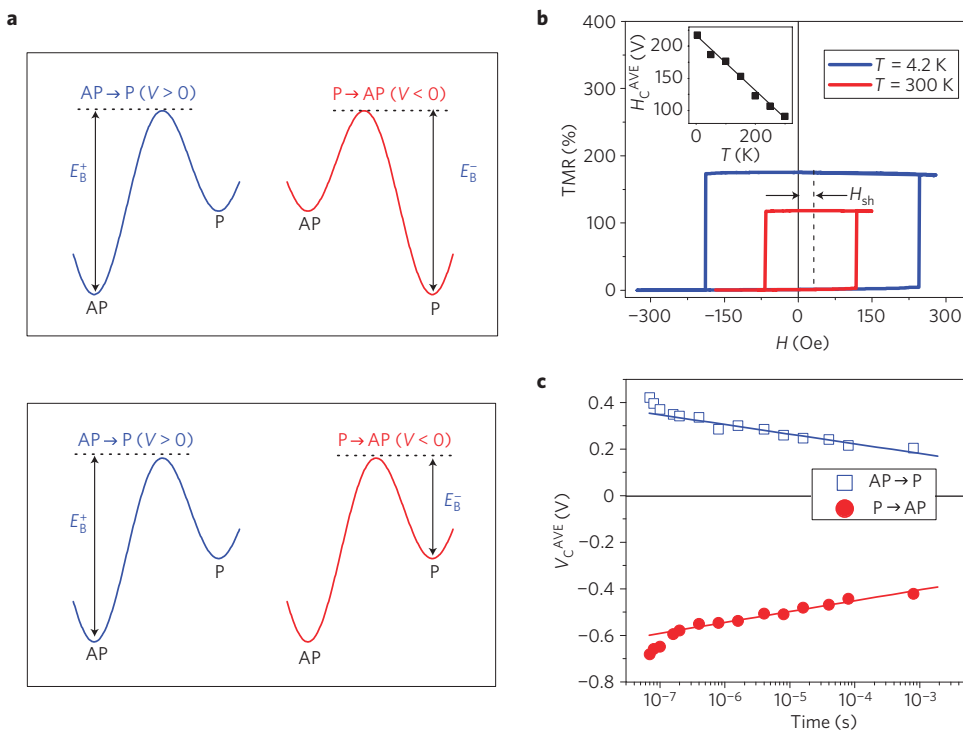 a
AP → P (V > 0)
P → AP (V < 0)
E_B^+
E_B^-
P
AP
AP
P
AP → P (V > 0)
P → AP (V < 0)
E_B^+
E_B^-
P
P
AP
AP
b
400
300
200
100
0
TMR (%)
−300
−150
0
150
300
H (Oe)
200
150
100
H_C^AVE (V)
0
200
T (K)
T = 4.2 K
T = 300 K
H_sh
c
0.4
0.2
0
−0.2
−0.4
−0.6
−0.8
V_C^AVE (V)
AP → P
P → AP
10^−7
10^−6
10^−5
10^−4
10^−3
Time (s)